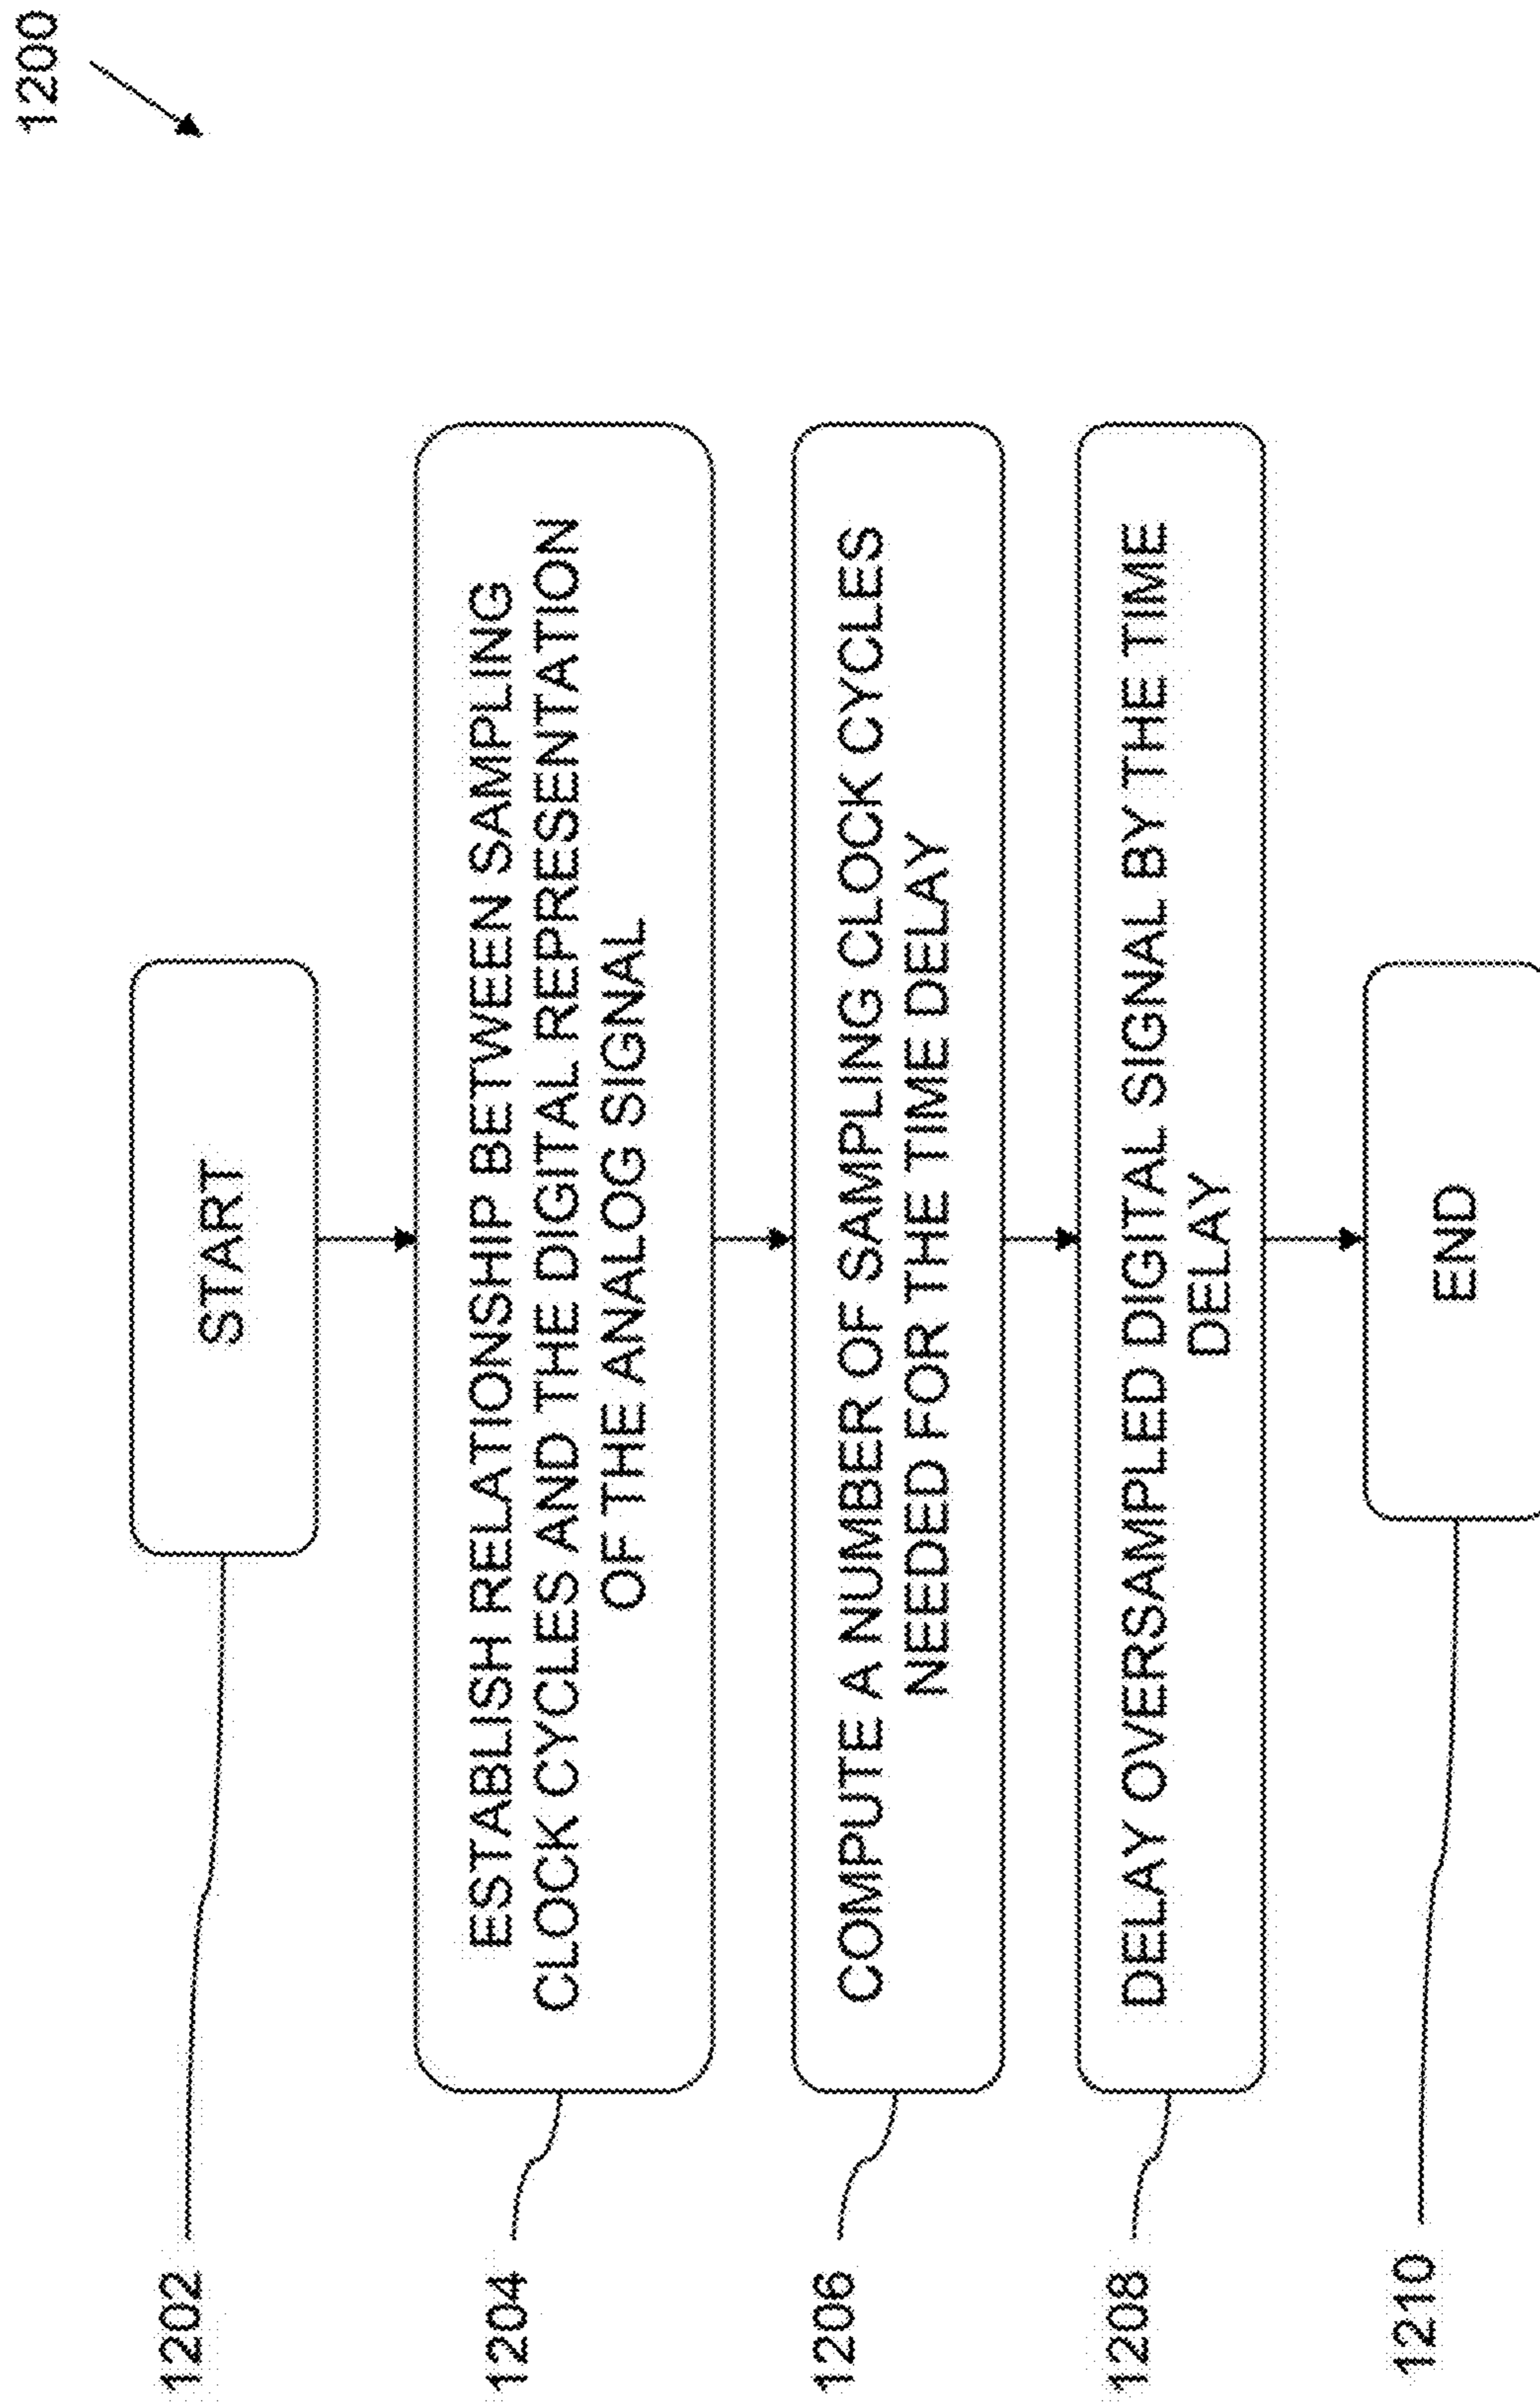 1200
1202
START
1204
ESTABLISH RELATIONSHIP BETWEEN SAMPLING
CLOCK CYCLES AND THE DIGITAL REPRESENTATION
OF THE ANALOG SIGNAL
1206
COMPUTE A NUMBER OF SAMPLING CLOCK CYCLES
NEEDED FOR THE TIME DELAY
1208
DELAY OVERSAMPLED DIGITAL SIGNAL BY THE TIME
DELAY
1210
END